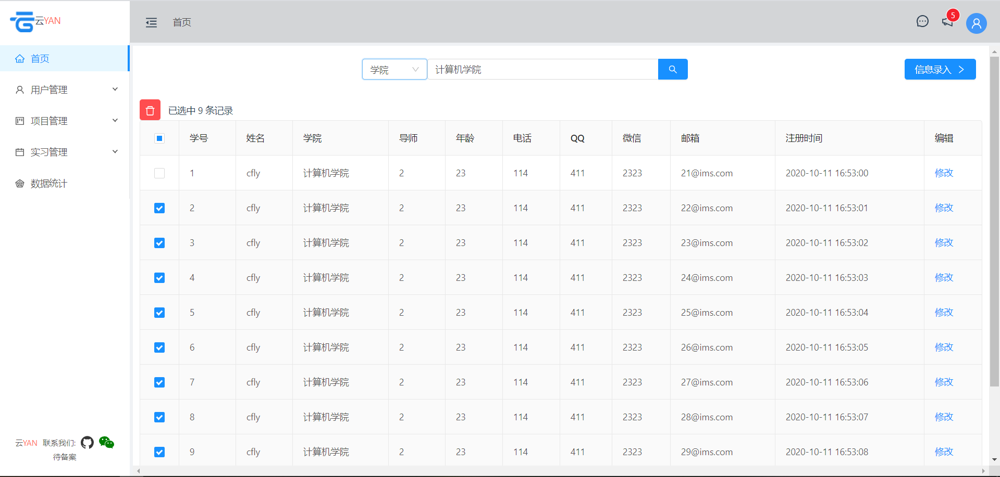 云YAN
首页
5
首页
用户管理
项目管理
实习管理
数据统计
学院 计算机学院
信息录入
已选中 9 条记录
学号 姓名 学院 导师 年龄 电话 QQ 微信 邮箱 注册时间 编辑
1 cfly 计算机学院 2 23 114 411 2323 21@ims.com 2020-10-11 16:53:00 修改
2 cfly 计算机学院 2 23 114 411 2323 22@ims.com 2020-10-11 16:53:01 修改
3 cfly 计算机学院 2 23 114 411 2323 23@ims.com 2020-10-11 16:53:02 修改
4 cfly 计算机学院 2 23 114 411 2323 24@ims.com 2020-10-11 16:53:03 修改
5 cfly 计算机学院 2 23 114 411 2323 25@ims.com 2020-10-11 16:53:04 修改
6 cfly 计算机学院 2 23 114 411 2323 26@ims.com 2020-10-11 16:53:05 修改
7 cfly 计算机学院 2 23 114 411 2323 27@ims.com 2020-10-11 16:53:06 修改
8 cfly 计算机学院 2 23 114 411 2323 28@ims.com 2020-10-11 16:53:07 修改
9 cfly 计算机学院 2 23 114 411 2323 29@ims.com 2020-10-11 16:53:08 修改
云YAN 联系我们:
待备案